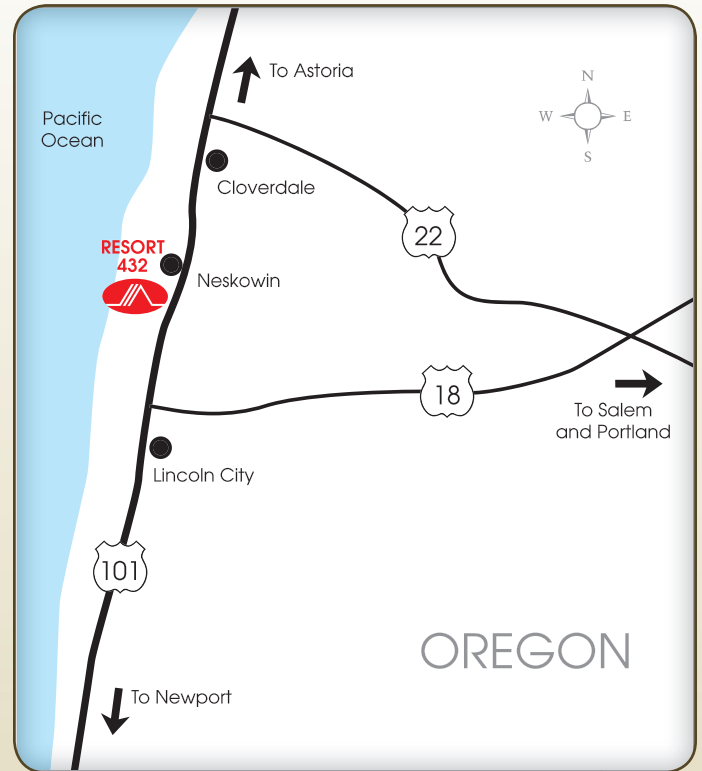 To Astoria
N
W
E
S
Pacific
Ocean
Cloverdale
22
RESORT
432
Neskowin
18
To Salem
and Portland
Lincoln City
101
OREGON
To Newport